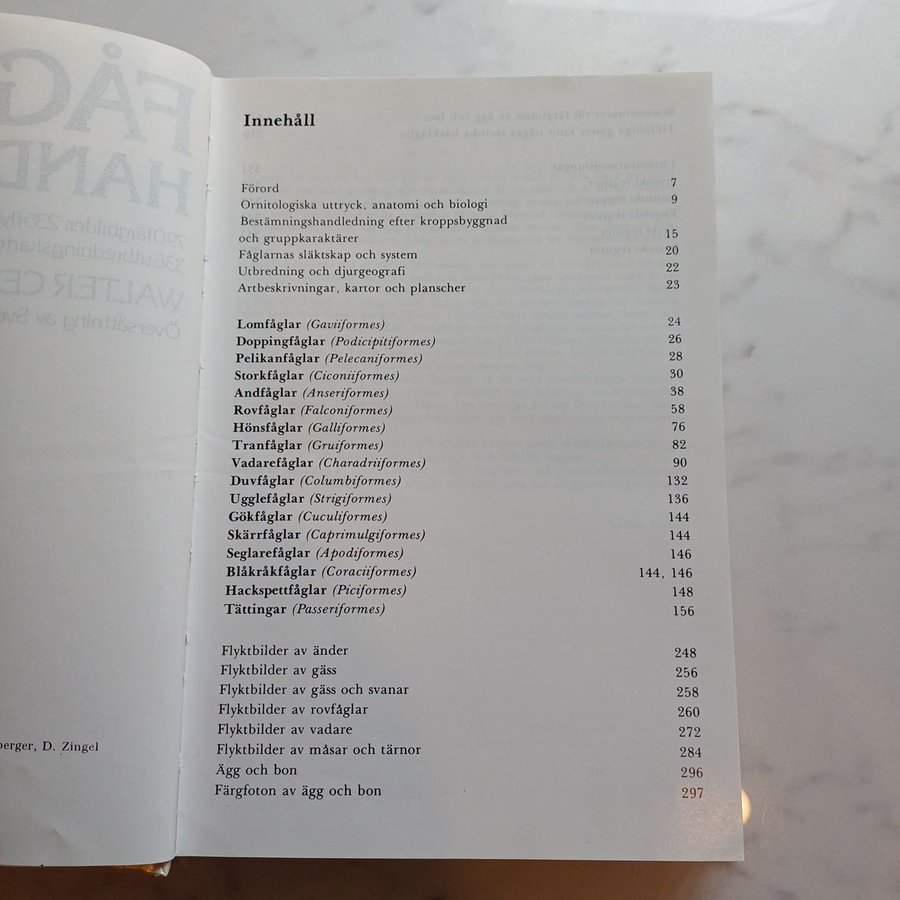 Innehåll
Förord 7
Ornitologiska uttryck, anatomi och biologi 9
Bestämningshandledning efter kroppsbyggnad
och gruppkaraktärer 15
Fåglarnas släktskap och system 20
Utbredning och djurgeografi 22
Artbeskrivningar, kartor och planscher 23
Lomfåglar (Gaviiformes) 24
Doppingfåglar (Podicipitiformes) 26
Pelikanfåglar (Pelecaniformes) 28
Storkfåglar (Ciconiiformes) 30
Andfåglar (Anseriformes) 38
Rovfåglar (Falconiformes) 58
Hönsfåglar (Galliformes) 76
Tranfåglar (Gruiformes) 82
Vadarefåglar (Charadriiformes) 90
Duvfåglar (Columbiformes) 132
Ugglefåglar (Strigiformes) 136
Gökfåglar (Cuculiformes) 144
Skärrfåglar (Caprimulgiformes) 144
Seglarefåglar (Apodiformes) 146
Blåkråkfåglar (Coraciiformes) 144, 146
Hackspettfåglar (Piciformes) 148
Tättingar (Passeriformes) 156
Flyktbilder av änder 248
Flyktbilder av gäss 256
Flyktbilder av gäss och svanar 258
Flyktbilder av rovfåglar 260
Flyktbilder av vadare 272
Flyktbilder av måsar och tärnor 284
Ägg och bon 296
Färgfoton av ägg och bon 297
berger, D. Zingel